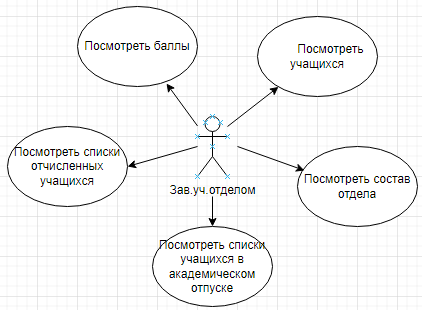 Посмотреть баллы
Посмотреть
учащихся
Посмотреть списки
отчисленных
учащихся
Посмотреть состав
отдела
Зав.уч.отделом
Посмотреть списки
учащихся в
академическом
отпуске